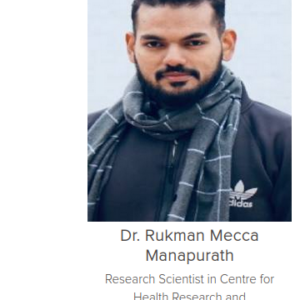 adidas
Dr. Rukman Mecca
Manapurath
Research Scientist in Centre for
Health Research and